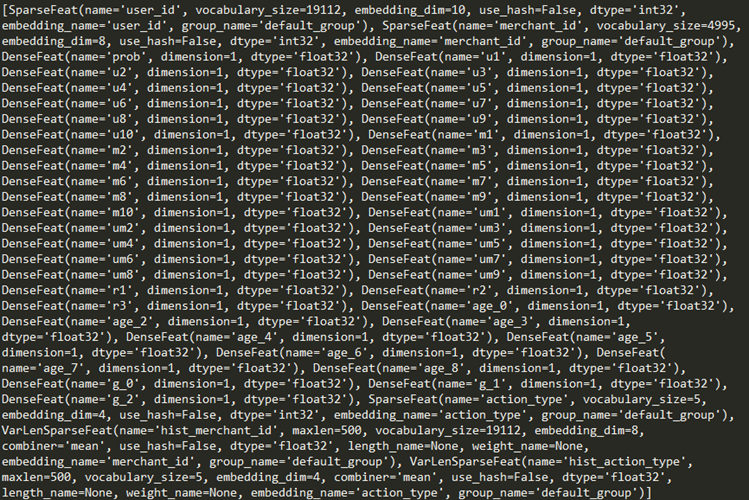 [SparseFeat(name='user_id', vocabulary_size=19112, embedding_dim=10, use_hash=False, dtype='int32',
embedding_name='user_id', group_name='default_group'), SparseFeat(name='merchant_id', vocabulary_size=4995,
embedding_dim=8, use_hash=False, dtype='int32', embedding_name='merchant_id', group_name='default_group'),
DenseFeat(name='prob', dimension=1, dtype='float32'), DenseFeat(name='u1', dimension=1, dtype='float32'),
DenseFeat(name='u2', dimension=1, dtype='float32'), DenseFeat(name='u3', dimension=1, dtype='float32'),
DenseFeat(name='u4', dimension=1, dtype='float32'), DenseFeat(name='u5', dimension=1, dtype='float32'),
DenseFeat(name='u6', dimension=1, dtype='float32'), DenseFeat(name='u7', dimension=1, dtype='float32'),
DenseFeat(name='u8', dimension=1, dtype='float32'), DenseFeat(name='u9', dimension=1, dtype='float32'),
DenseFeat(name='u10', dimension=1, dtype='float32'), DenseFeat(name='m1', dimension=1, dtype='float32'),
DenseFeat(name='m2', dimension=1, dtype='float32'), DenseFeat(name='m3', dimension=1, dtype='float32'),
DenseFeat(name='m4', dimension=1, dtype='float32'), DenseFeat(name='m5', dimension=1, dtype='float32'),
DenseFeat(name='m6', dimension=1, dtype='float32'), DenseFeat(name='m7', dimension=1, dtype='float32'),
DenseFeat(name='m8', dimension=1, dtype='float32'), DenseFeat(name='m9', dimension=1, dtype='float32'),
DenseFeat(name='m10', dimension=1, dtype='float32'), DenseFeat(name='um1', dimension=1, dtype='float32'),
DenseFeat(name='um2', dimension=1, dtype='float32'), DenseFeat(name='um3', dimension=1, dtype='float32'),
DenseFeat(name='um4', dimension=1, dtype='float32'), DenseFeat(name='um5', dimension=1, dtype='float32'),
DenseFeat(name='um6', dimension=1, dtype='float32'), DenseFeat(name='um7', dimension=1, dtype='float32'),
DenseFeat(name='um8', dimension=1, dtype='float32'), DenseFeat(name='um9', dimension=1, dtype='float32'),
DenseFeat(name='r1', dimension=1, dtype='float32'), DenseFeat(name='r2', dimension=1, dtype='float32'),
DenseFeat(name='r3', dimension=1, dtype='float32'), DenseFeat(name='age_0', dimension=1, dtype='float32'),
DenseFeat(name='age_2', dimension=1, dtype='float32'), DenseFeat(name='age_3', dimension=1,
dtype='float32'), DenseFeat(name='age_4', dimension=1, dtype='float32'), DenseFeat(name='age_5',
dimension=1, dtype='float32'), DenseFeat(name='age_6', dimension=1, dtype='float32'), DenseFeat(
name='age_7', dimension=1, dtype='float32'), DenseFeat(name='age_8', dimension=1, dtype='float32'),
DenseFeat(name='g_0', dimension=1, dtype='float32'), DenseFeat(name='g_1', dimension=1, dtype='float32'),
DenseFeat(name='g_2', dimension=1, dtype='float32'), SparseFeat(name='action_type', vocabulary_size=5,
embedding_dim=4, use_hash=False, dtype='int32', embedding_name='action_type', group_name='default_group'),
VarLenSparseFeat(name='hist_merchant_id', maxlen=500, vocabulary_size=19112, embedding_dim=8,
combiner='mean', use_hash=False, dtype='float32', length_name=None, weight_name=None,
embedding_name='merchant_id', group_name='default_group'), VarLenSparseFeat(name='hist_action_type',
maxlen=500, vocabulary_size=5, embedding_dim=4, combiner='mean', use_hash=False, dtype='float32',
length_name=None, weight_name=None, embedding_name='action_type', group_name='default_group')]